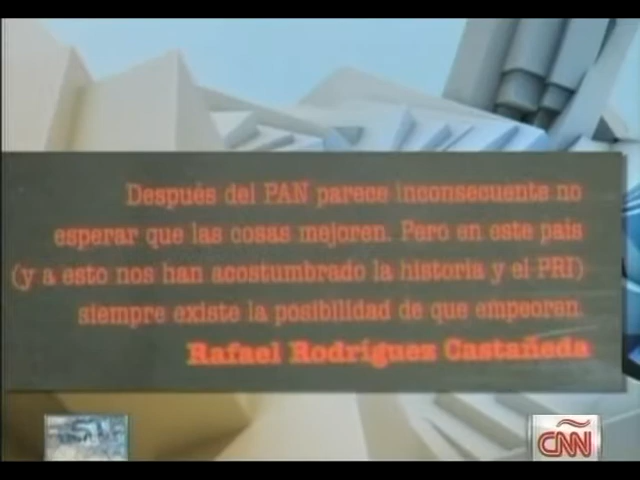 Después del PAN parece inconsecuente no
esperar que las cosas mejoren. Pero en este pais
(y a esto nos han acostumbrado la historia y el PRI)
siempre existe la posibilidad de que empeoren.
Rafael Rodríguez Castañeda
CNN